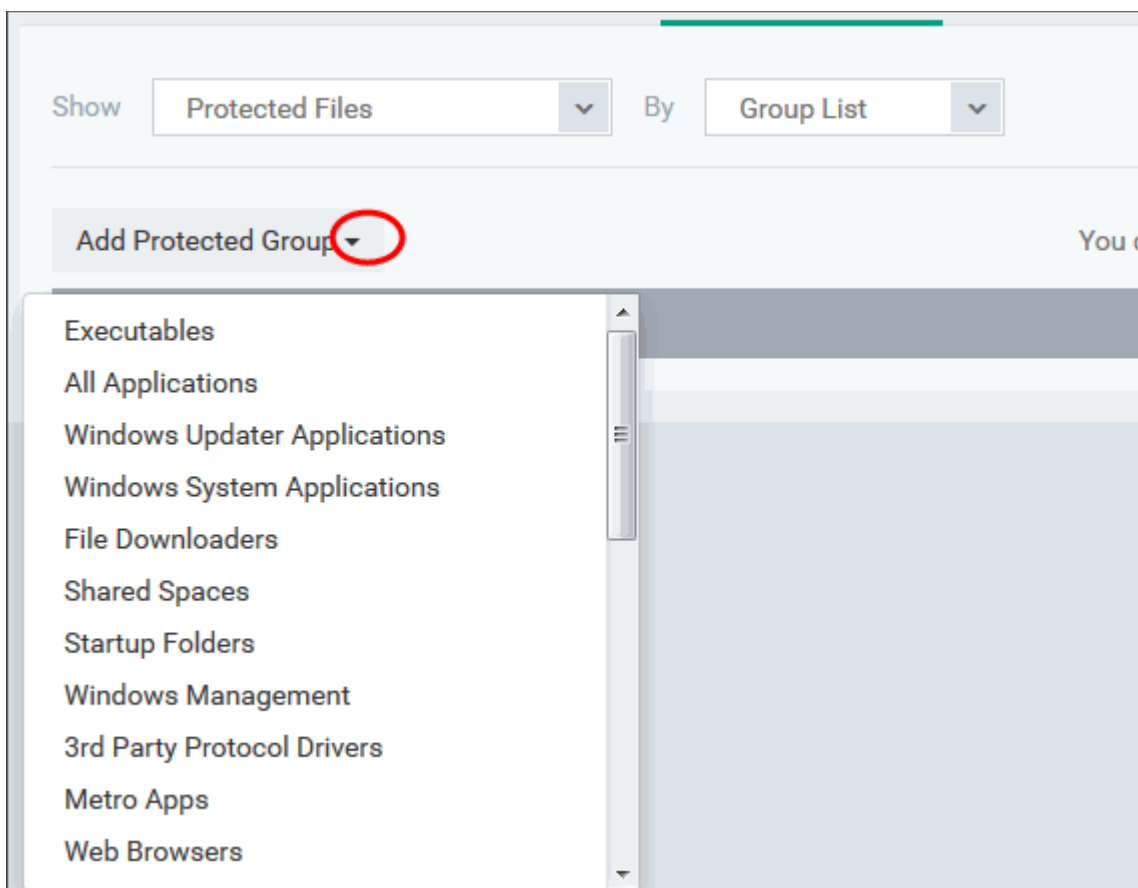 Show Protected Files By Group List
Add Protected Group You
Executables
All Applications
Windows Updater Applications
Windows System Applications
File Downloaders
Shared Spaces
Startup Folders
Windows Management
3rd Party Protocol Drivers
Metro Apps
Web Browsers